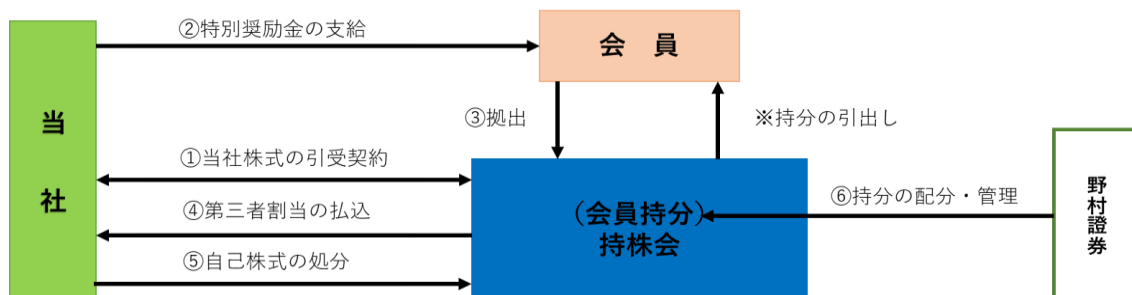 ②特別奨励金の支給
会 員
当社
③拠出
※持分の引出し
①当社株式の引受契約
④第三者割当の払込
(会員持分)
持株会
⑥持分の配分・管理
野村證券
⑤自己株式の処分